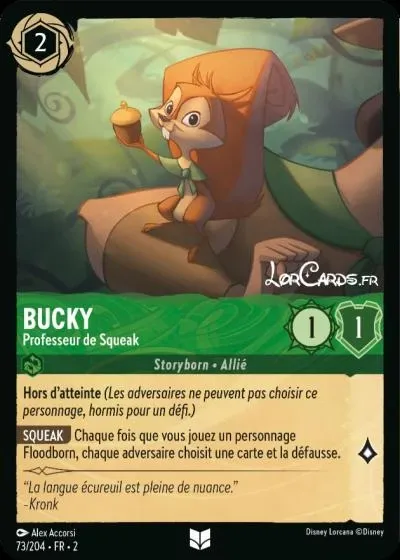 2
LORCARDS.FR
BUCKY
Professeur de Squeak
1
1
Storyborn • Allié
Hors d’atteinte (Les adversaires ne peuvent pas choisir ce
personnage, hormis pour un défi.)
SQUEAK Chaque fois que vous jouez un personnage
Floodborn, chaque adversaire choisit une carte et la défausse.
“La langue écureuil est pleine de nuance.”
-Kronk
Alex Accorsi
73/204 • FR • 2
Disney Lorcana ©Disney